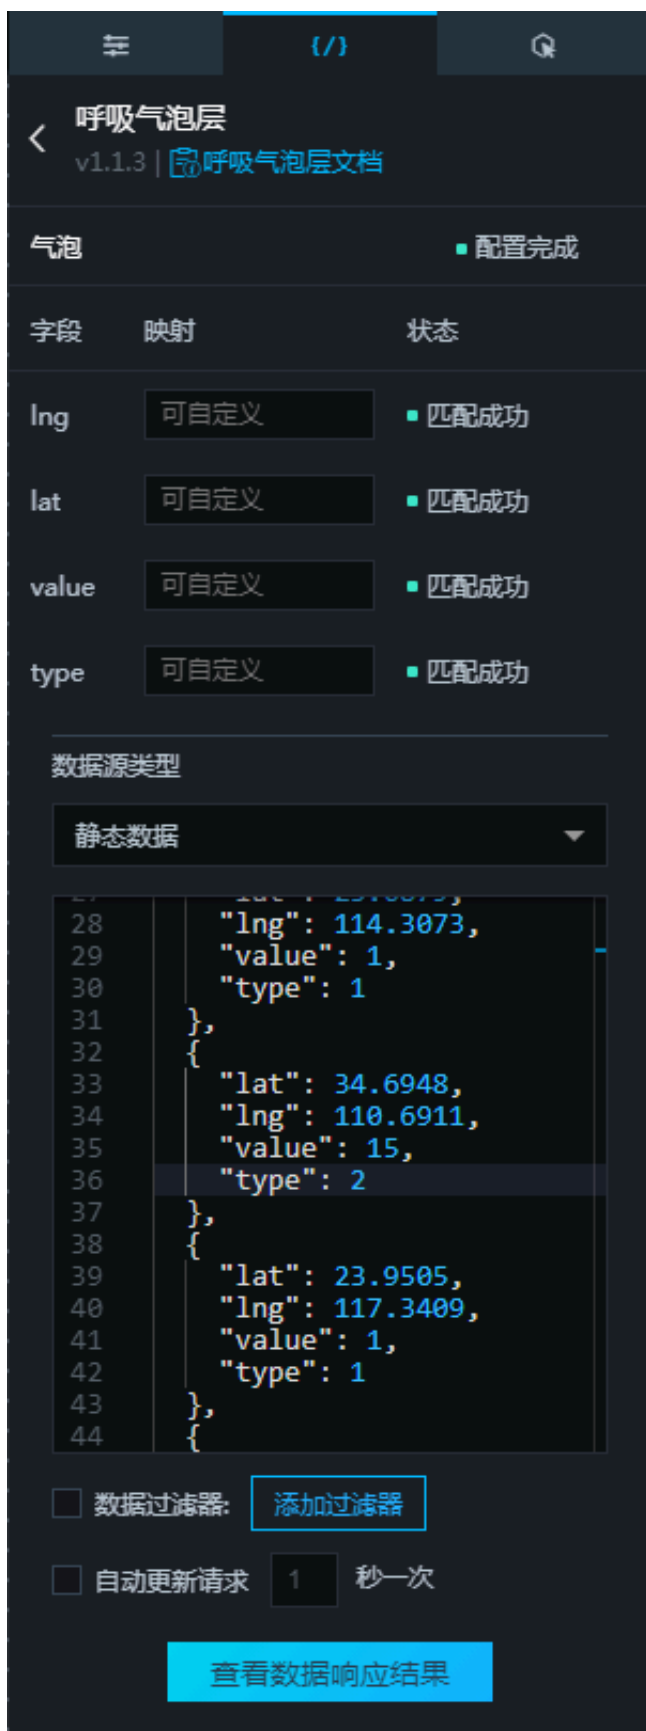 {/}
呼吸气泡层
v1.1.3 | 呼吸气泡层文档
气泡 配置完成
字段 映射 状态
lng 可自定义 匹配成功
lat 可自定义 匹配成功
value 可自定义 匹配成功
type 可自定义 匹配成功
数据源类型
静态数据
28 "lng": 114.3073,
29 "value": 1,
30 "type": 1
31 },
32 {
33 "lat": 34.6948,
34 "lng": 110.6911,
35 "value": 15,
36 "type": 2
37 },
38 {
39 "lat": 23.9505,
40 "lng": 117.3409,
41 "value": 1,
42 "type": 1
43 },
44 {
数据过滤器: 添加过滤器
自动更新请求 1 秒一次
查看数据响应结果